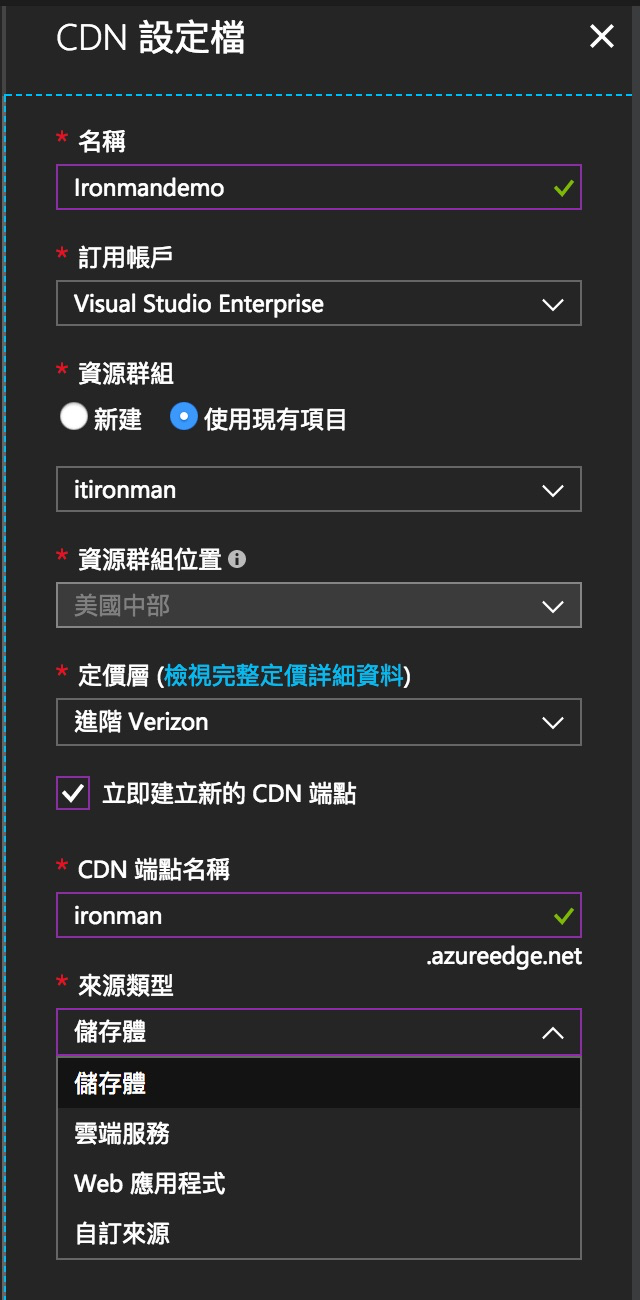 CDN 設定檔
* 名稱
Ironmandemo
* 訂用帳戶
Visual Studio Enterprise
* 資源群組
新建 使用現有項目
itironman
* 資源群組位置
美國中部
* 定價層 (檢視完整定價詳細資料)
進階 Verizon
立即建立新的 CDN 端點
* CDN 端點名稱
ironman
.azureedge.net
* 來源類型
儲存體
儲存體
雲端服務
Web 應用程式
自訂來源